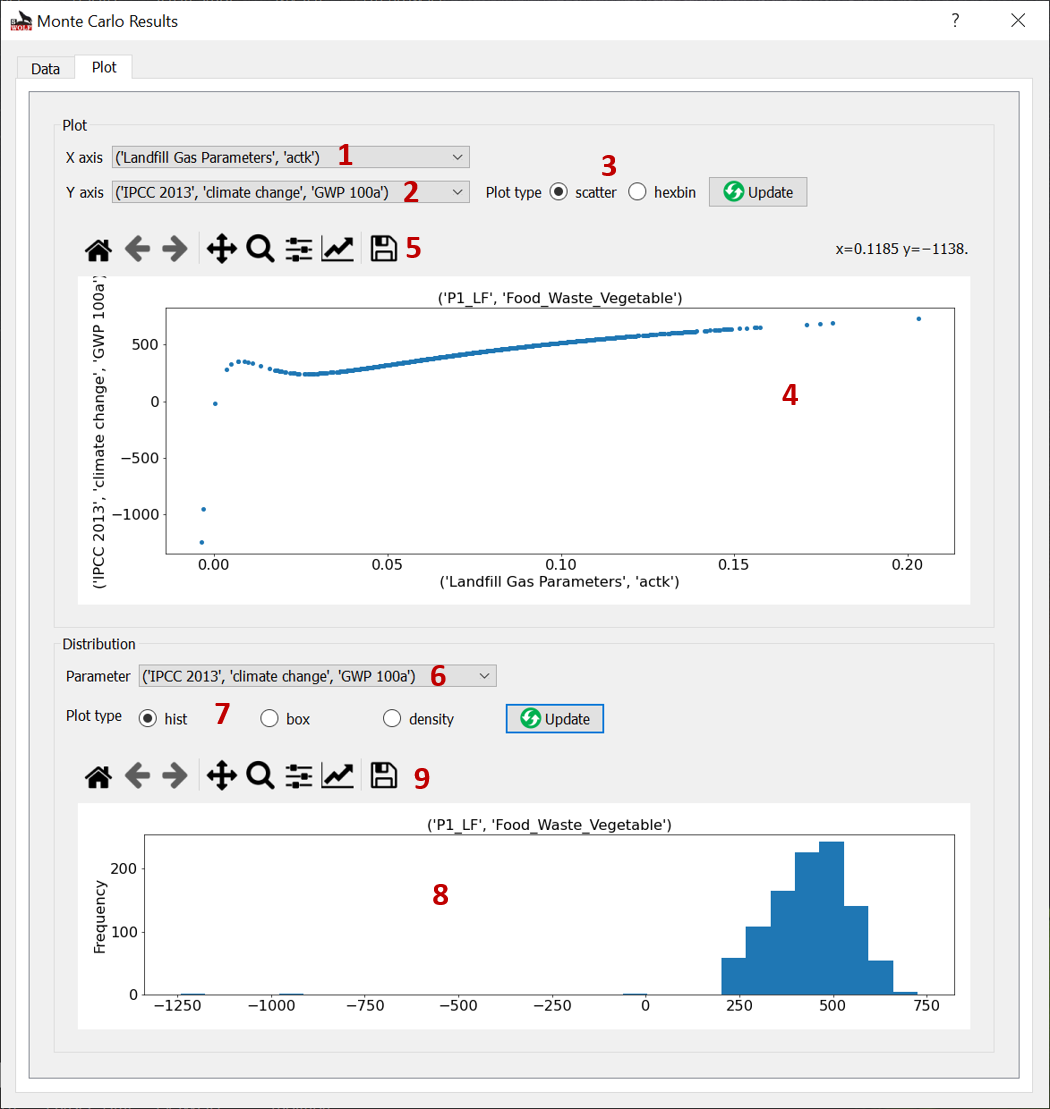 WOLF
Monte Carlo Results ?
Data Plot
Plot
X axis ('Landfill Gas Parameters', 'actk') 1
Y axis ('IPCC 2013', 'climate change', 'GWP 100a') 2 Plot type scatter hexbin 3 Update
5 x=0.1185 y=−1138.
('P1_LF', 'Food_Waste_Vegetable')
('IPCC 2013', 'climate change', 'GWP 100a')
500
0
−500
−1000
4
0.00 0.05 0.10 0.15 0.20
('Landfill Gas Parameters', 'actk')
Distribution
Parameter ('IPCC 2013', 'climate change', 'GWP 100a') 6
Plot type hist 7 box density Update
9
('P1_LF', 'Food_Waste_Vegetable')
Frequency
200
100
0
8
−1250 −1000 −750 −500 −250 0 250 500 750